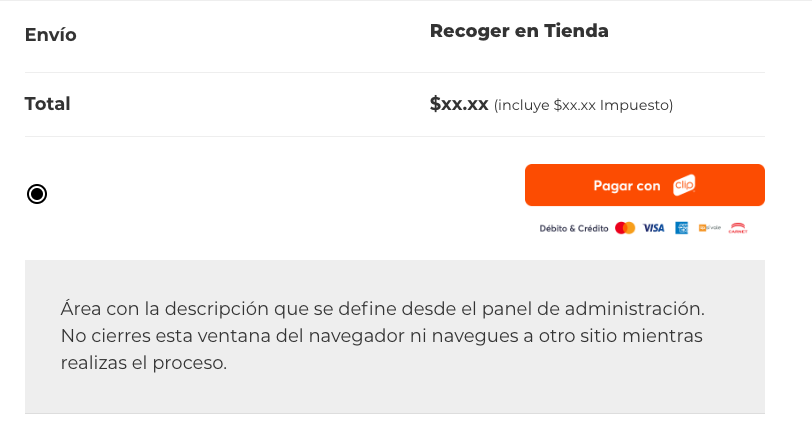 Envío
Recoger en Tienda
Total
$xx.xx (incluye $xx.xx Impuesto)
Pagar con clip
Débito & Crédito VISA
CARNET
Área con la descripción que se define desde el panel de administración.
No cierres esta ventana del navegador ni navegues a otro sitio mientras
realizas el proceso.